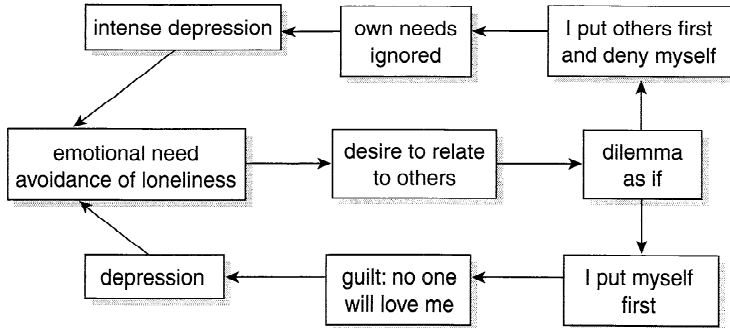 intense depression
own needs
ignored
I put others first
and deny myself
emotional need
avoidance of loneliness
desire to relate
to others
dilemma
as if
depression
guilt: no one
will love me
I put myself
first